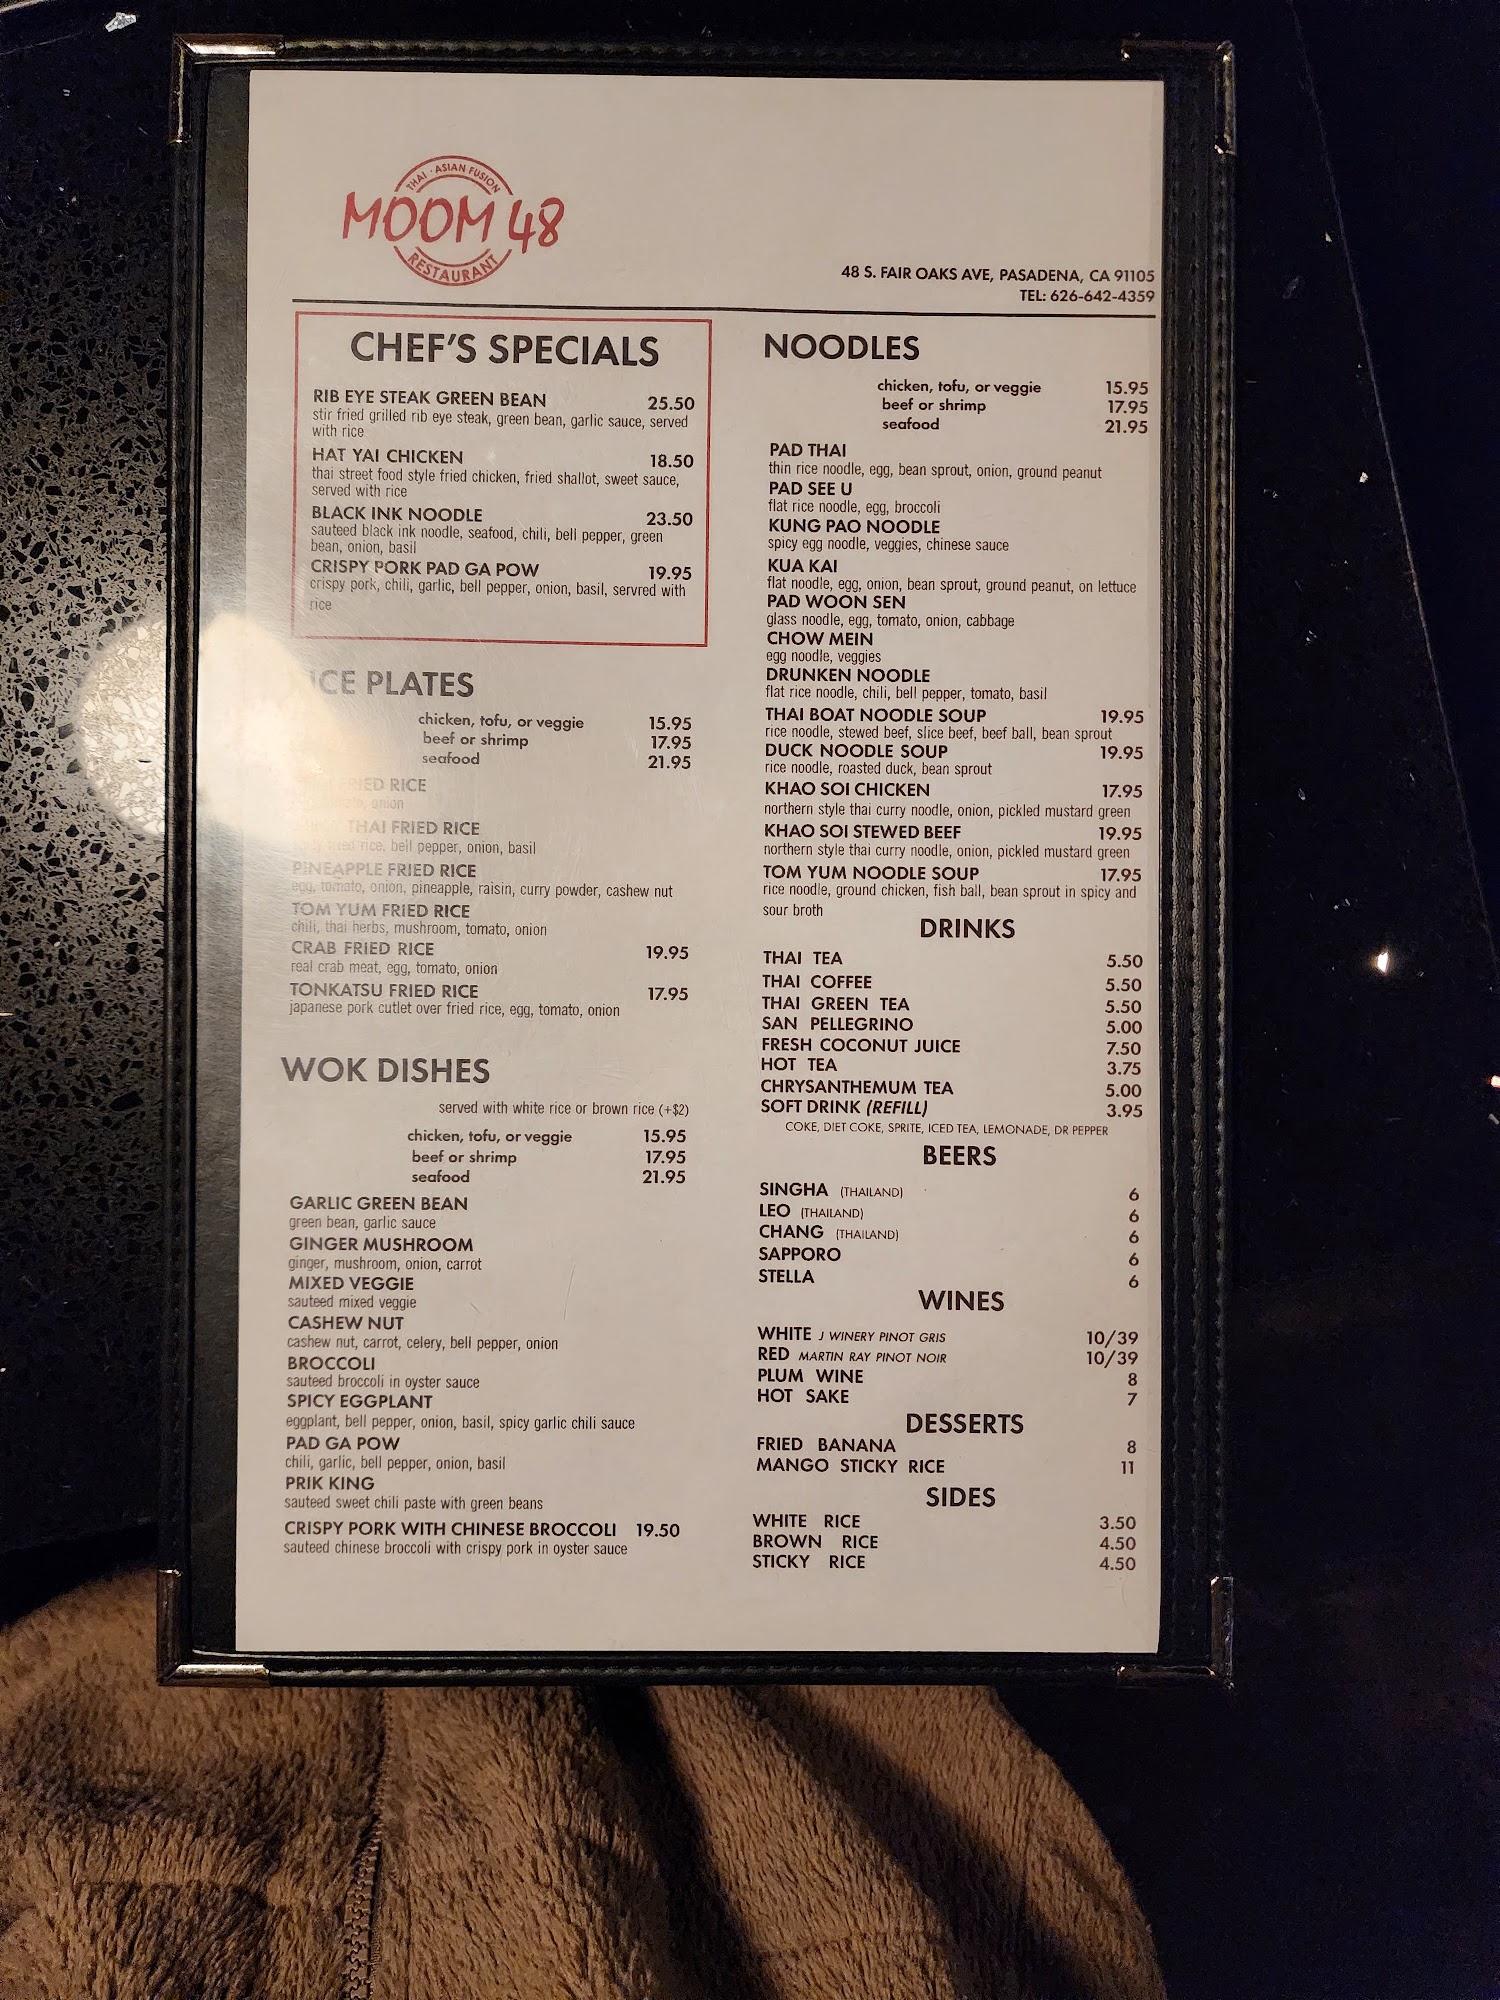 THAI · ASIAN FUSION
MOOM 48
RESTAURANT
48 S. FAIR OAKS AVE, PASADENA, CA 91105
TEL: 626-642-4359
CHEF'S SPECIALS
RIB EYE STEAK GREEN BEAN 25.50
stir fried grilled rib eye steak, green bean, garlic sauce, served
with rice
HAT YAI CHICKEN 18.50
thai street food style fried chicken, fried shallot, sweet sauce,
served with rice
BLACK INK NOODLE 23.50
sauteed black ink noodle, seafood, chili, bell pepper, green
bean, onion, basil
CRISPY PORK PAD GA POW 19.95
crispy pork, chili, garlic, bell pepper, onion, basil, servred with
rice
PLATES
chicken, tofu, or veggie 15.95
beef or shrimp 17.95
seafood 21.95
FRIED RICE
onion
THAI FRIED RICE
rice, bell pepper, onion, basil
PINEAPPLE FRIED RICE
egg, tomato, onion, pineapple, raisin, curry powder, cashew nut
TOM YUM FRIED RICE
chili, thai herbs, mushroom, tomato, onion
CRAB FRIED RICE 19.95
real crab meat, egg, tomato, onion
TONKATSU FRIED RICE 17.95
japanese pork cutlet over fried rice, egg, tomato, onion
WOK DISHES
served with white rice or brown rice (+$2)
chicken, tofu, or veggie 15.95
beef or shrimp 17.95
seafood 21.95
GARLIC GREEN BEAN
green bean, garlic sauce
GINGER MUSHROOM
ginger, mushroom, onion, carrot
MIXED VEGGIE
sauteed mixed veggie
CASHEW NUT
cashew nut, carrot, celery, bell pepper, onion
BROCCOLI
sauteed broccoli in oyster sauce
SPICY EGGPLANT
eggplant, bell pepper, onion, basil, spicy garlic chili sauce
PAD GA POW
chili, garlic, bell pepper, onion, basil
PRIK KING
sauteed sweet chili paste with green beans
CRISPY PORK WITH CHINESE BROCCOLI 19.50
sauteed chinese broccoli with crispy pork in oyster sauce
NOODLES
chicken, tofu, or veggie 15.95
beef or shrimp 17.95
seafood 21.95
PAD THAI
thin rice noodle, egg, bean sprout, onion, ground peanut
PAD SEE U
flat rice noodle, egg, broccoli
KUNG PAO NOODLE
spicy egg noodle, veggies, chinese sauce
KUA KAI
flat noodle, egg, onion, bean sprout, ground peanut, on lettuce
PAD WOON SEN
glass noodle, egg, tomato, onion, cabbage
CHOW MEIN
egg noodle, veggies
DRUNKEN NOODLE
flat rice noodle, chili, bell pepper, tomato, basil
THAI BOAT NOODLE SOUP 19.95
rice noodle, stewed beef, slice beef, beef ball, bean sprout
DUCK NOODLE SOUP 19.95
rice noodle, roasted duck, bean sprout
KHAO SOI CHICKEN 17.95
northern style thai curry noodle, onion, pickled mustard green
KHAO SOI STEWED BEEF 19.95
northern style thai curry noodle, onion, pickled mustard green
TOM YUM NOODLE SOUP 17.95
rice noodle, ground chicken, fish ball, bean sprout in spicy and
sour broth
DRINKS
THAI TEA 5.50
THAI COFFEE 5.50
THAI GREEN TEA 5.50
SAN PELLEGRINO 5.00
FRESH COCONUT JUICE 7.50
HOT TEA 3.75
CHRYSANTHEMUM TEA 5.00
SOFT DRINK (REFILL) 3.95
COKE, DIET COKE, SPRITE, ICED TEA, LEMONADE, DR PEPPER
BEERS
SINGHA (THAILAND) 6
LEO (THAILAND) 6
CHANG (THAILAND) 6
SAPPORO 6
STELLA 6
WINES
WHITE J WINERY PINOT GRIS 10/39
RED MARTIN RAY PINOT NOIR 10/39
PLUM WINE 8
HOT SAKE 7
DESSERTS
FRIED BANANA 8
MANGO STICKY RICE 11
SIDES
WHITE RICE 3.50
BROWN RICE 4.50
STICKY RICE 4.50